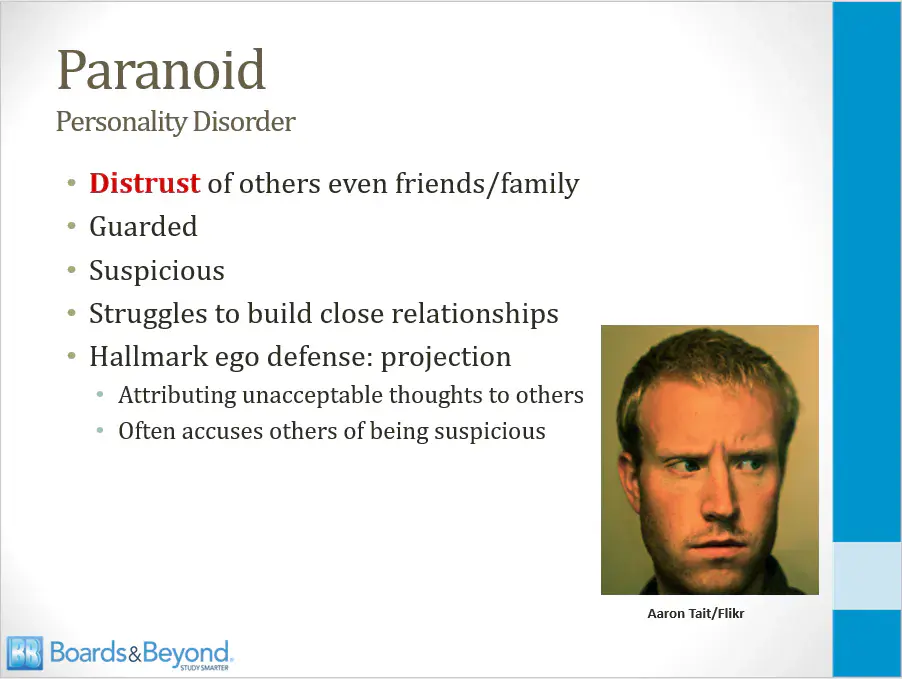 Paranoid
Personality Disorder
• Distrust of others even friends/family
• Guarded
• Suspicious
• Struggles to build close relationships
• Hallmark ego defense: projection
• Attributing unacceptable thoughts to others
• Often accuses others of being suspicious
Aaron Tait/Flikr
BB Boards&Beyond.
STUDY SMARTER